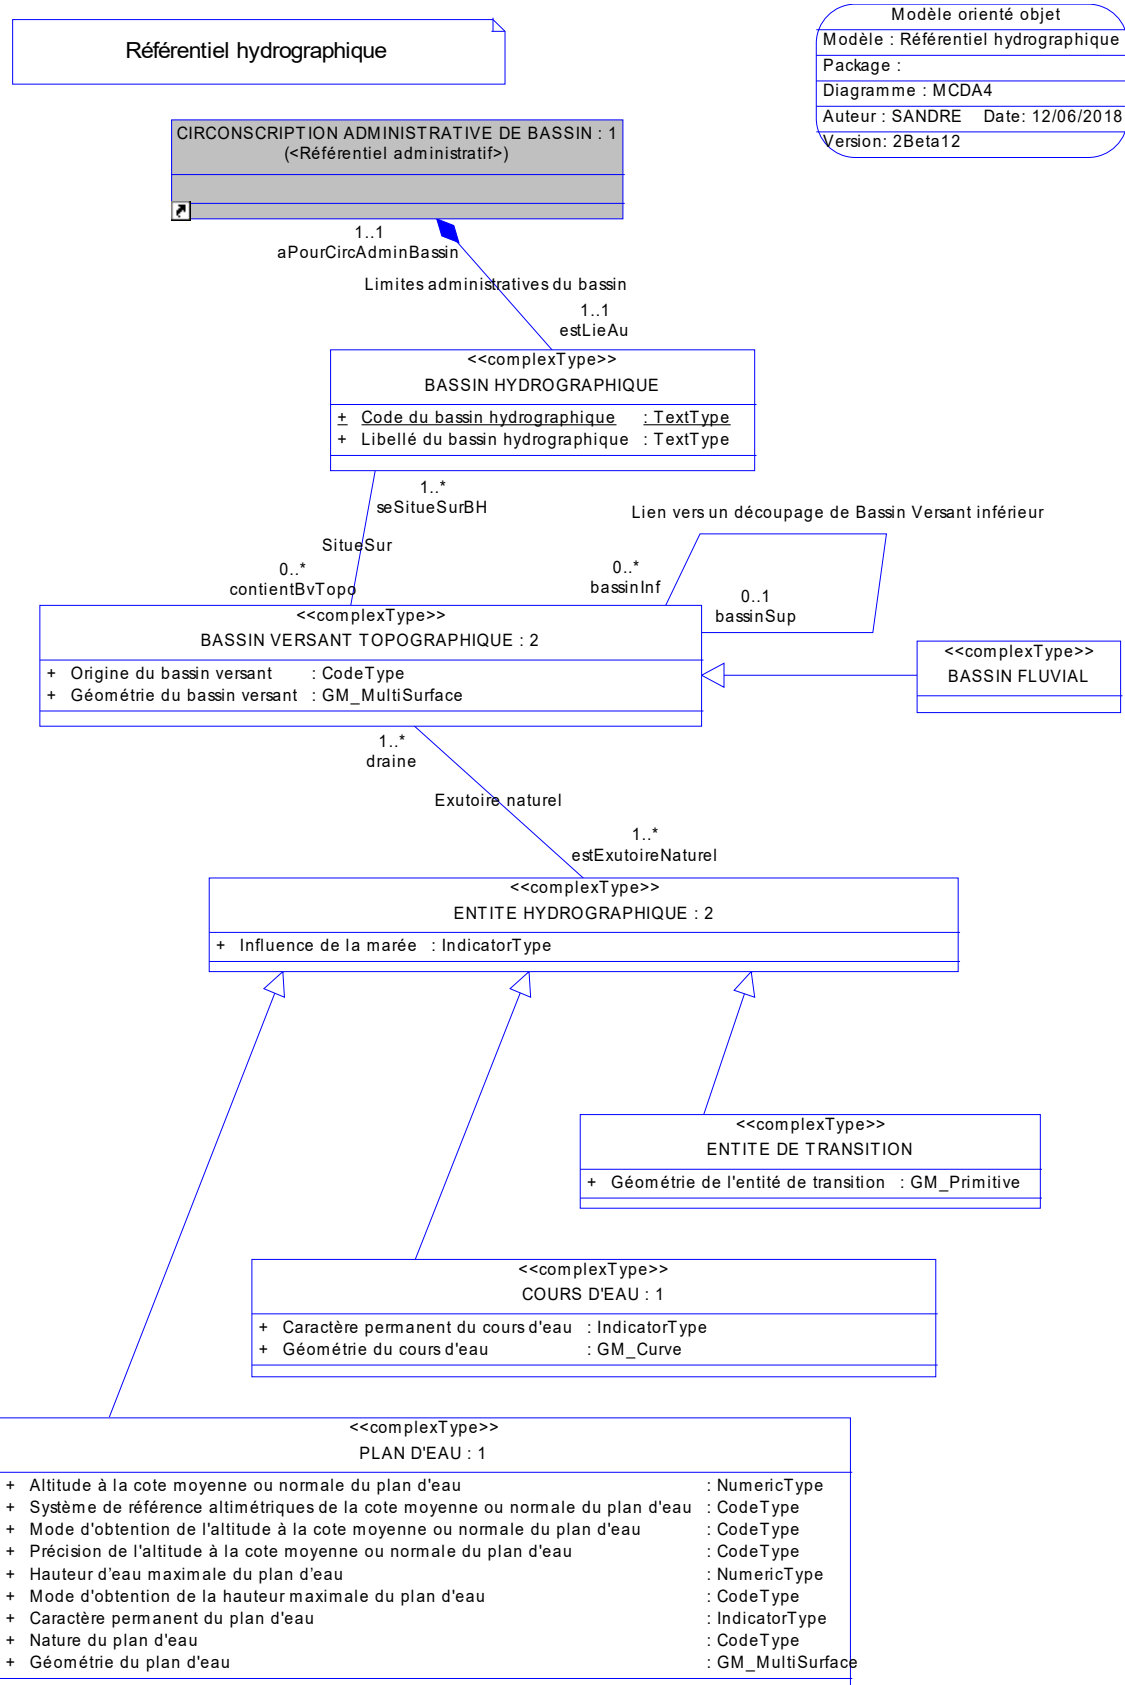 Référentiel hydrographique
Modèle orienté objet
Modèle : Référentiel hydrographique
Package :
Diagramme : MCDA4
Auteur : SANDRE Date: 12/06/2018
Version: 2Beta12
CIRCONSCRIPTION ADMINISTRATIVE DE BASSIN : 1
(<Référentiel administratif>)
1..1
aPourCircAdminBassin
Limites administratives du bassin
1..1
estLieAu
<<complexType>>
BASSIN HYDROGRAPHIQUE
+ Code du bassin hydrographique : TextType
+ Libellé du bassin hydrographique : TextType
1..*
seSitueSurBH
SitueSur
0..*
contientBvTopo
Lien vers un découpage de Bassin Versant inférieur
0..*
bassinInf
0..1
bassinSup
<<complexType>>
BASSIN VERSANT TOPOGRAPHIQUE : 2
+ Origine du bassin versant : CodeType
+ Géométrie du bassin versant : GM_MultiSurface
<<complexType>>
BASSIN FLUVIAL
1..*
draine
Exutoire naturel
1..*
estExutoireNaturel
<<complexType>>
ENTITE HYDROGRAPHIQUE : 2
+ Influence de la marée : IndicatorType
<<complexType>>
ENTITE DE TRANSITION
+ Géométrie de l'entité de transition : GM_Primitive
<<complexType>>
COURS D'EAU : 1
+ Caractère permanent du cours d'eau : IndicatorType
+ Géométrie du cours d'eau : GM_Curve
<<complexType>>
PLAN D'EAU : 1
+ Altitude à la cote moyenne ou normale du plan d'eau : NumericType
+ Système de référence altimétriques de la cote moyenne ou normale du plan d'eau : CodeType
+ Mode d'obtention de l'altitude à la cote moyenne ou normale du plan d'eau : CodeType
+ Précision de l'altitude à la cote moyenne ou normale du plan d'eau : CodeType
+ Hauteur d'eau maximale du plan d'eau : NumericType
+ Mode d'obtention de la hauteur maximale du plan d'eau : CodeType
+ Caractère permanent du plan d'eau : IndicatorType
+ Nature du plan d'eau : CodeType
+ Géométrie du plan d'eau : GM_MultiSurface